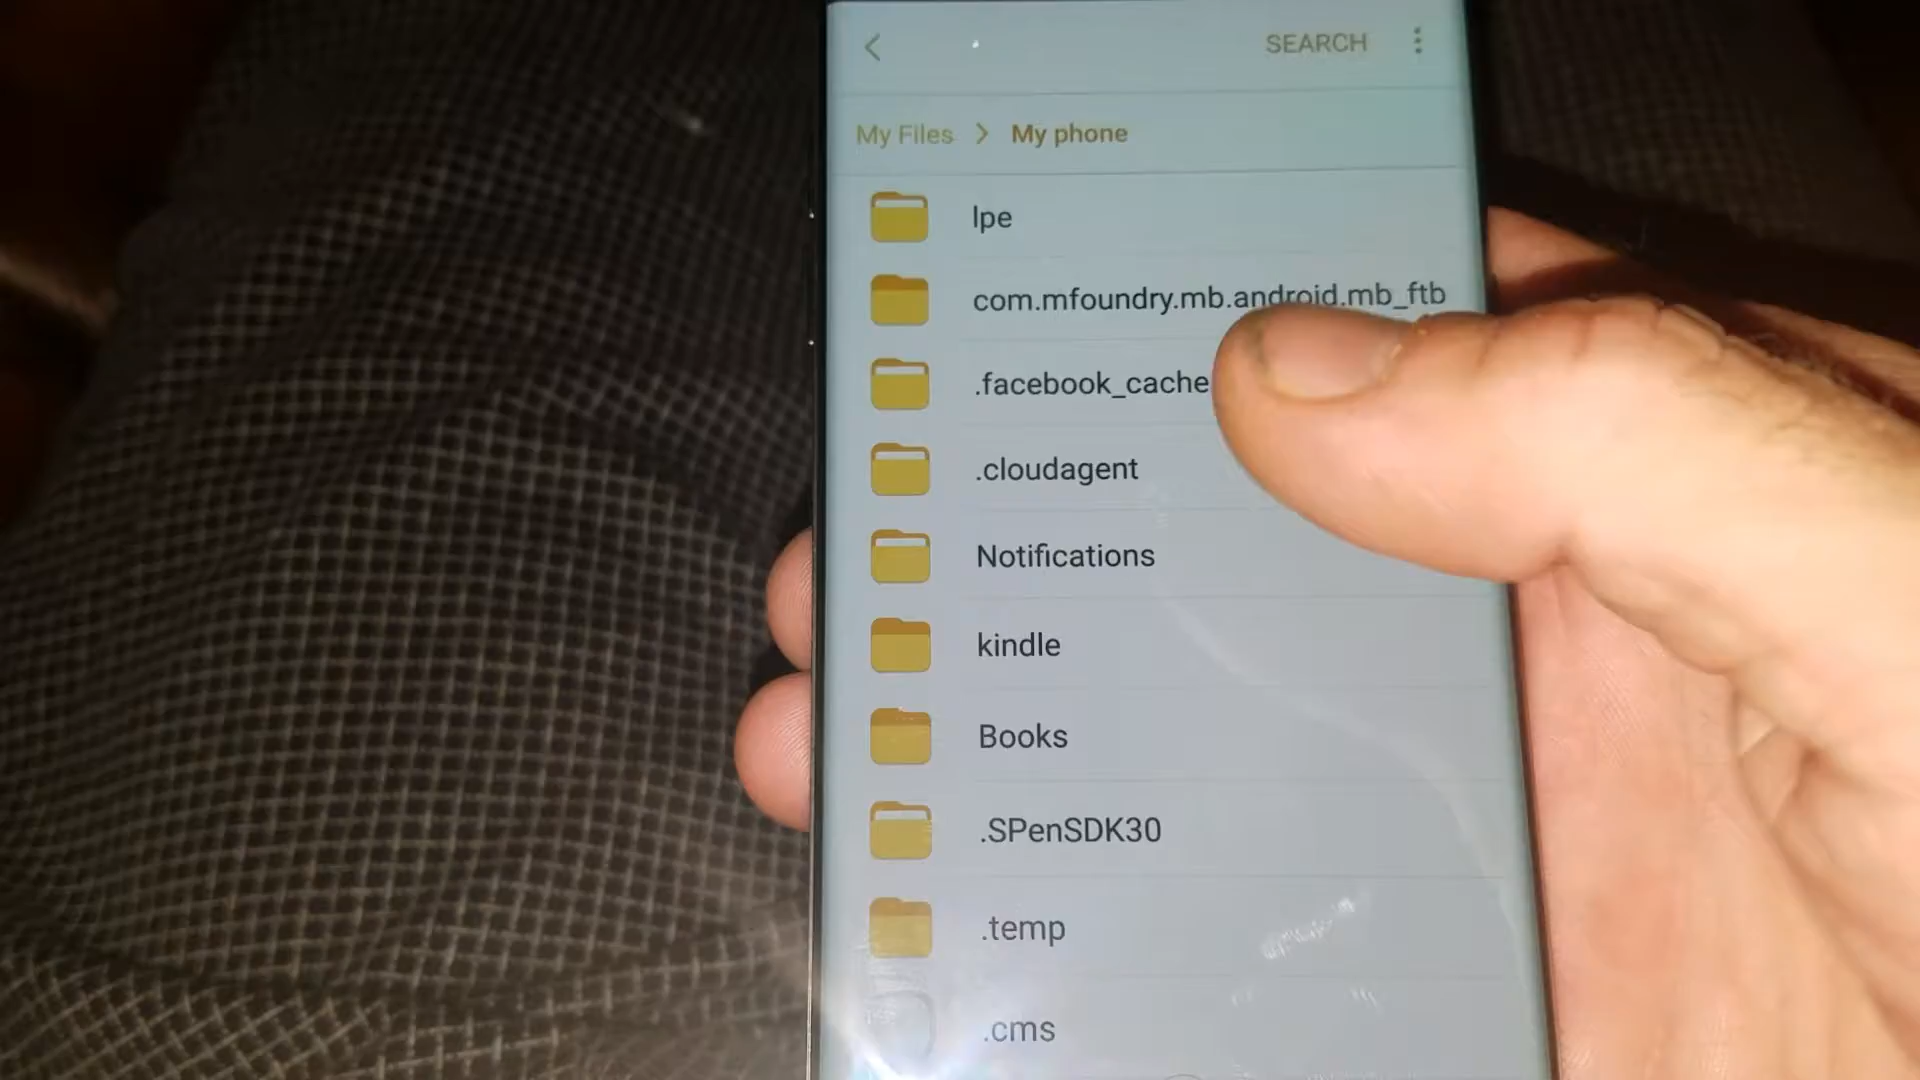 SEARCH
My Files > My phone
lpe
com.mfoundry.mb.android.mb_ftb
.facebook_cache
.cloudagent
Notifications
kindle
Books
.SPenSDK30
.temp
.cms